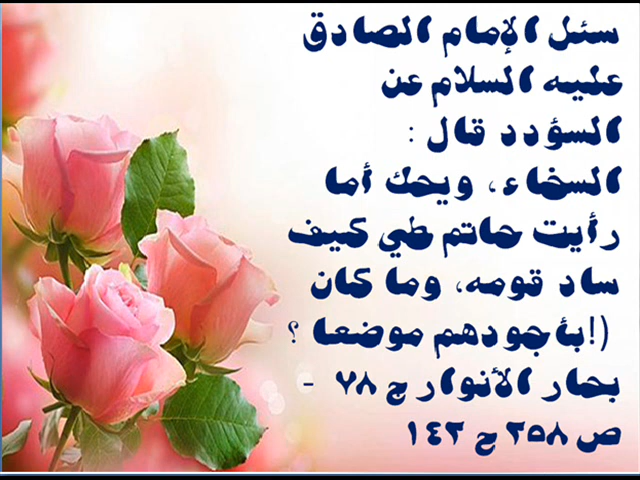 سئل الإمام الصادق
عليه السلام عن
السؤدد قال :
السخاء، ويحك أما
رأيت حاتم طي كيف
ساد قومه، وما كان
بأجودهم موضعا ؟!)
بحار الأنوار ج ٧٨ -
ص ٢٥٨ ح ١٤٢